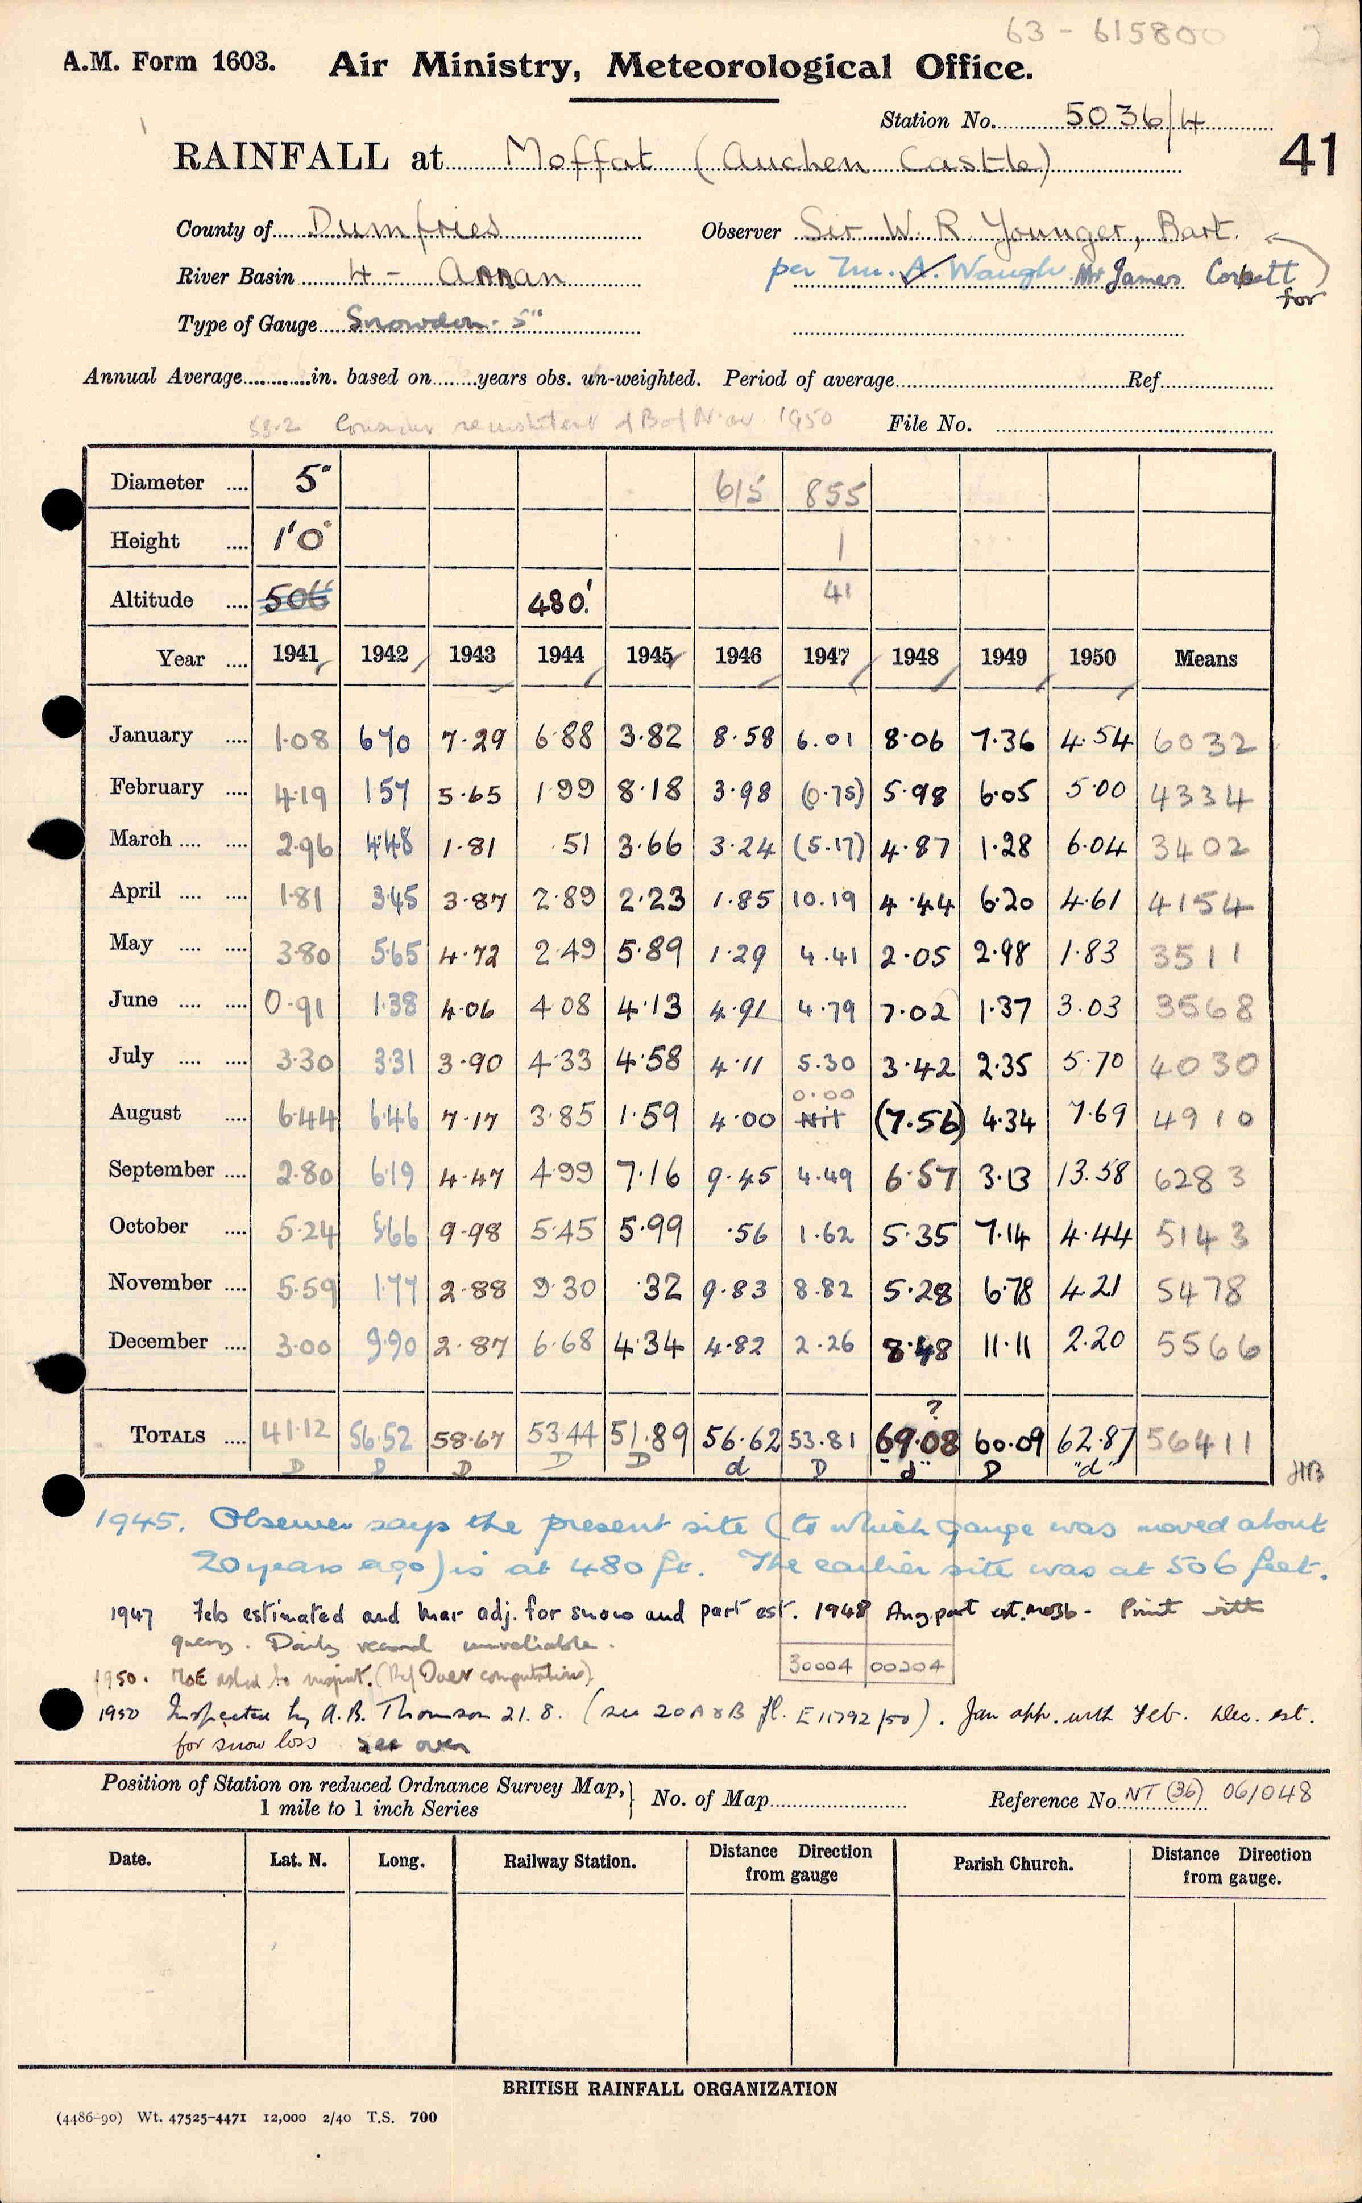 63 - 615800 2
A.M. Form 1603. Air Ministry, Meteorological Office.
Station No. 5036/4
41
RAINFALL at Moffat (Auchen Castle)
County of Dumfries Observer Sir W. R. Younger, Bart.
River Basin 4 - Annan per Mr. A. Waugh Mr James Corbett
for
Type of Gauge Snowdon - 5"
Annual Average in. based on years obs. un-weighted. Period of average Ref
Nov 1950 File No.
Diameter 5" 615 855
Height 1'0" 1
Altitude 506 480' 41
Year 1941 1942 1943 1944 1945 1946 1947 1948 1949 1950 Means
January 1.08 670 7.29 6.88 3.82 8.58 6.01 8.06 7.36 4.54 6032
February 4.19 157 5.65 1.99 8.18 3.98 (0.75) 5.98 6.05 5.00 4334
March 2.96 4.48 1.81 .51 3.66 3.24 (5.17) 4.87 1.28 6.04 3402
April 1.81 3.45 3.87 2.89 2.23 1.85 10.19 4.44 6.20 4.61 4154
May 3.80 5.65 4.72 2.49 5.89 1.29 4.41 2.05 2.98 1.83 3511
June 0.91 1.38 4.06 4.08 4.13 4.91 4.79 7.02 1.37 3.03 3568
July 3.30 3.31 3.90 4.33 4.58 4.11 5.30 3.42 2.35 5.70 4030
0.00
August 6.44 6.46 7.17 3.85 1.59 4.00 Nil (7.56) 4.34 7.69 4910
September 2.80 6.19 4.47 4.99 7.16 9.45 4.49 6.57 3.13 13.58 6283
October 5.24 5.66 9.98 5.45 5.99 .56 1.62 5.35 7.14 4.44 5143
November 5.59 1.77 2.88 9.30 .32 9.83 8.82 5.28 6.78 4.21 5478
December 3.00 9.90 2.87 6.68 4.34 4.82 2.26 8.48 11.11 2.20 5566
?
TOTALS 41.12 56.52 58.67 53.44 51.89 56.62 53.81 69.08 60.09 62.87 56411
D D D D D d D "d" D "d" HB
1945. Observer says the present site (to which gauge was moved about
20 years ago) is at 480 ft. The earlier site was at 506 feet.
1947 Feb estimated and Mar adj. for snow and part est. 1948 Aug part est. - Print with
query. Daily record unreliable.
30004 00204
1950. MoE asked to inspect. (Over computation)
1950 Inspected by A.B. Thomson 21.8. (see 20A & B fl. E11792/50). Jan app. with Feb. Dec. est.
for snow loss See over
Position of Station on reduced Ordnance Survey Map, 1 mile to 1 inch Series } No. of Map Reference No. NT (36) 061048
Date. Lat. N. Long. Railway Station. Distance Direction from gauge Parish Church. Distance Direction from gauge.
BRITISH RAINFALL ORGANIZATION
(4486-90) Wt. 47525-4471 12,000 2/40 T.S. 700